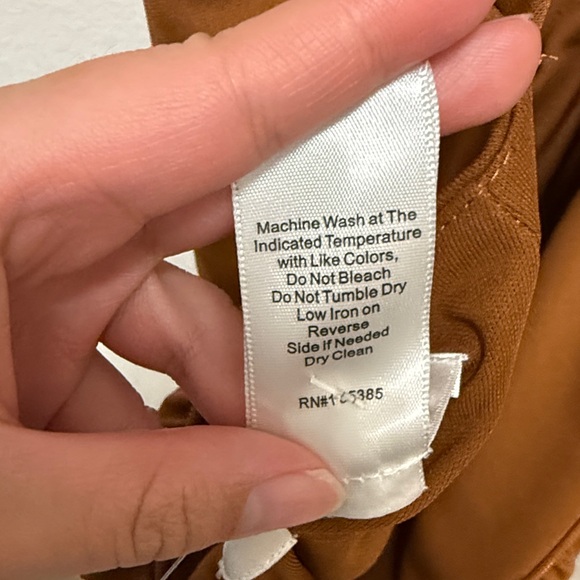 Machine Wash at The
Indicated Temperature
with Like Colors,
Do Not Bleach
Do Not Tumble Dry
Low Iron on
Reverse
Side If Needed
Dry Clean